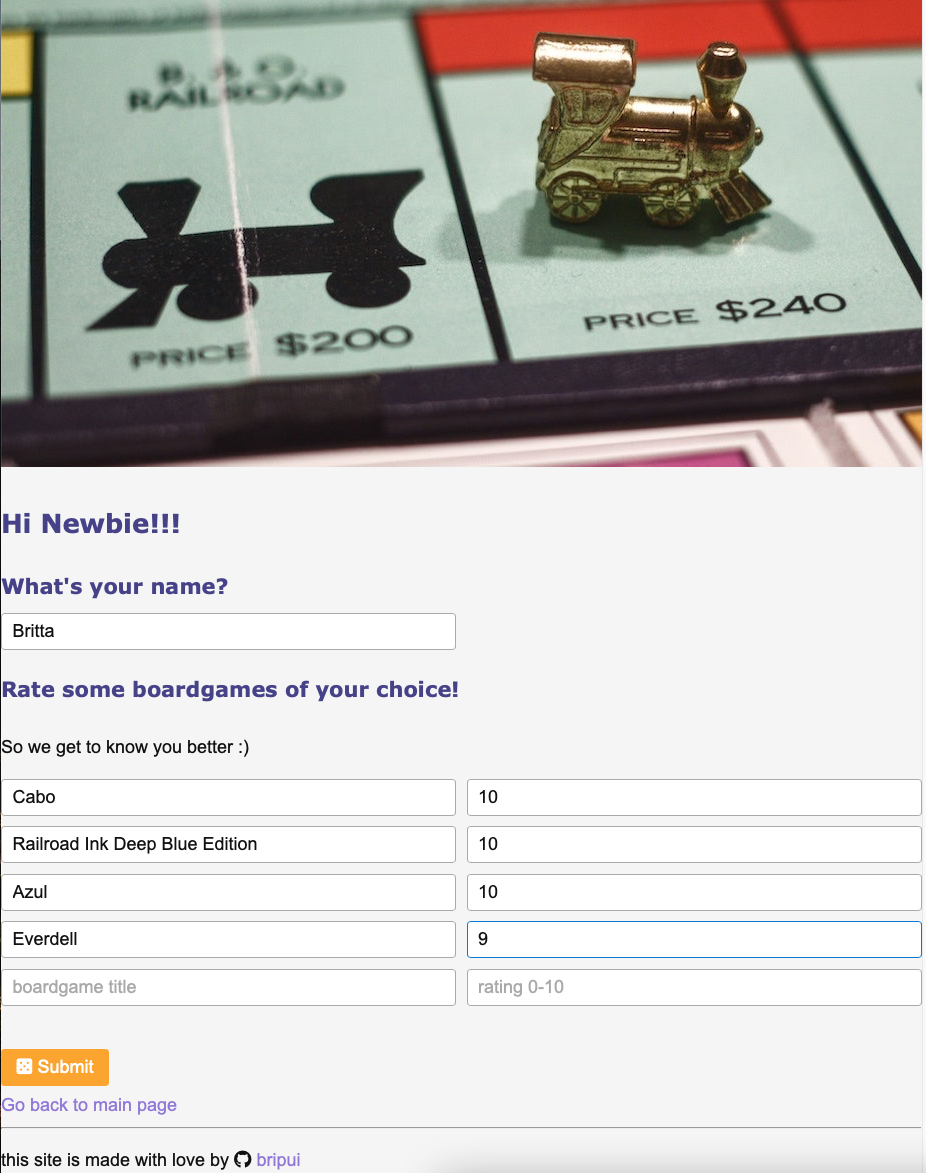 B. & O.
RAILROAD
PRICE $200
PRICE $240
Hi Newbie!!!
What's your name?
Britta
Rate some boardgames of your choice!
So we get to know you better :)
Cabo 10
Railroad Ink Deep Blue Edition 10
Azul 10
Everdell 9
boardgame title rating 0-10
Submit
Go back to main page
this site is made with love by bripui